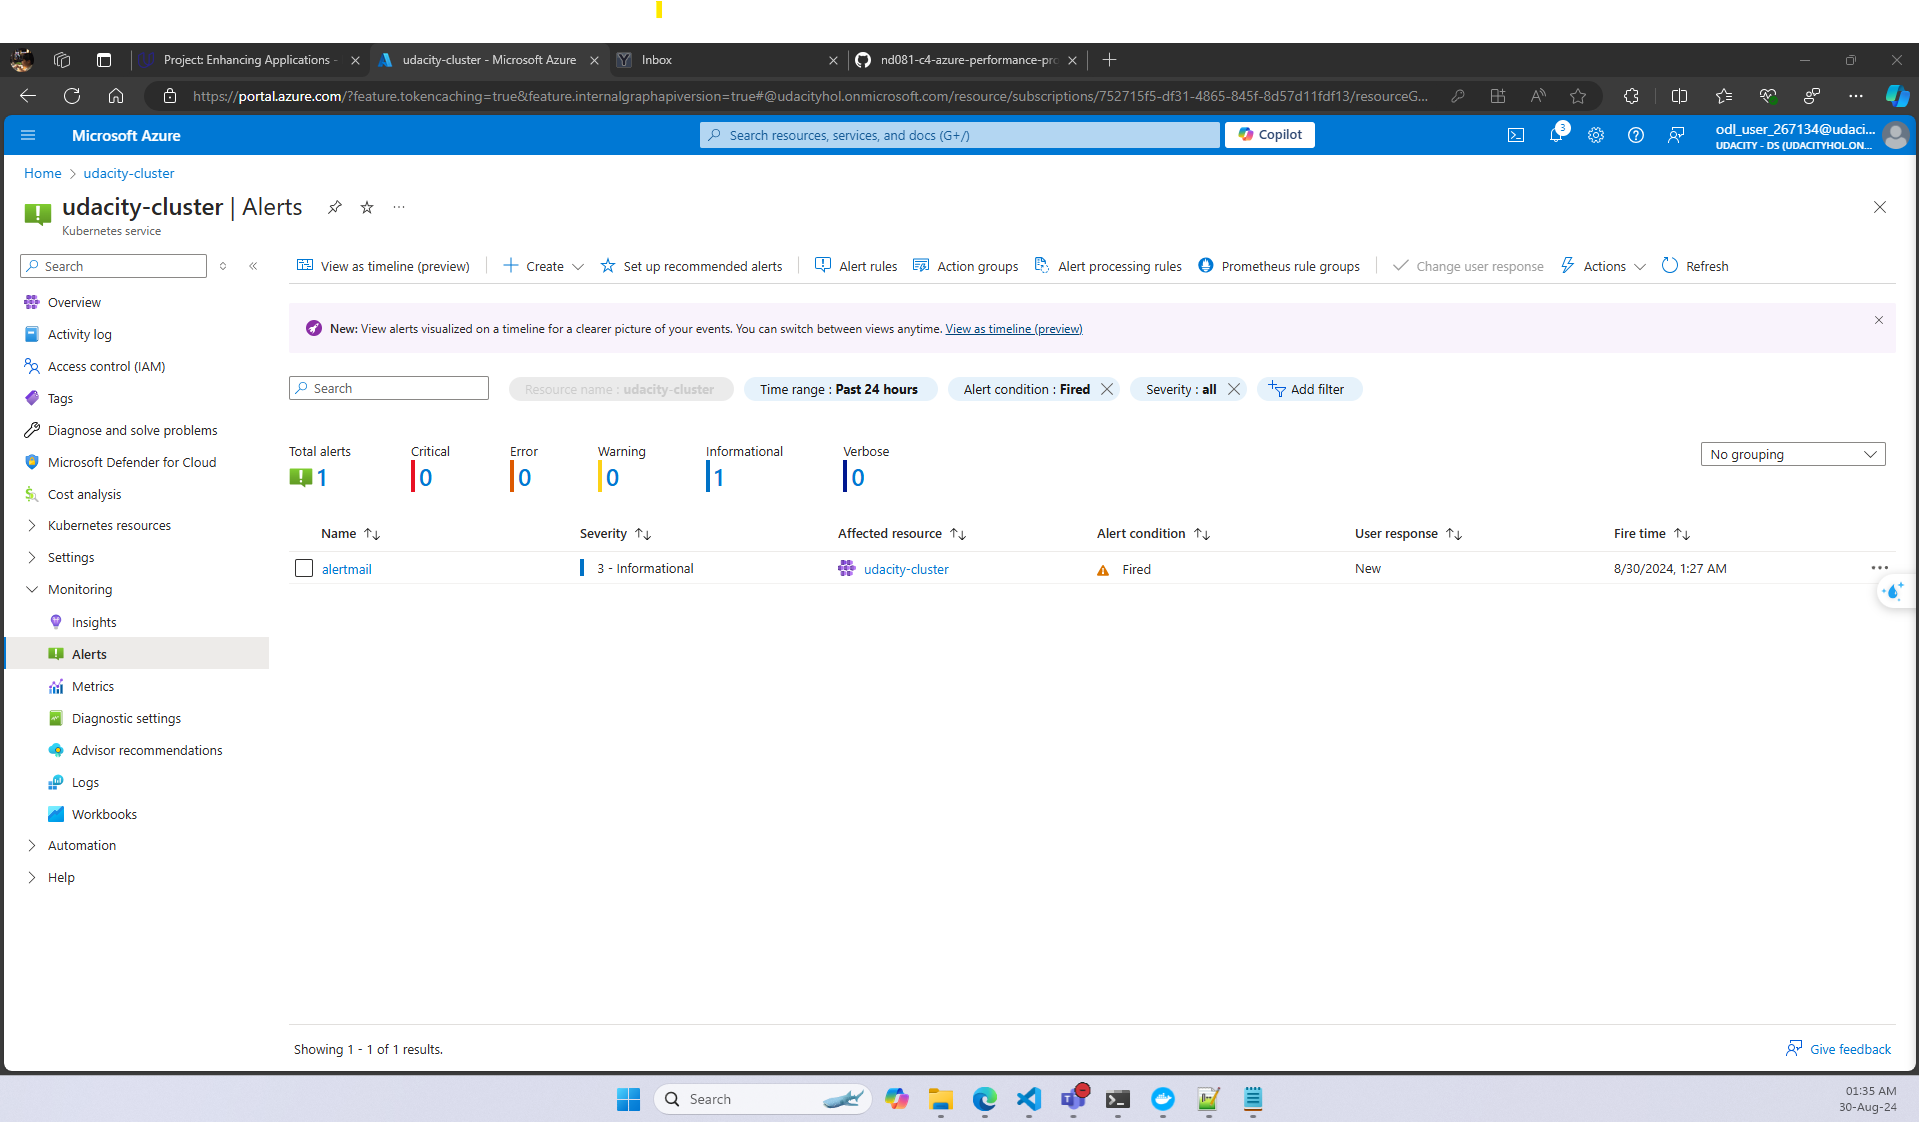 Project: Enhancing Applications -
udacity-cluster - Microsoft Azure
Inbox
nd081-c4-azure-performance-pro
https://portal.azure.com/?feature.tokencaching=true&feature.internalgraphapiversion=true#@udacityhol.onmicrosoft.com/resource/subscriptions/752715f5-df31-4865-845f-8d57d11fdf13/resourceG...
Microsoft Azure
Search resources, services, and docs (G+/)
Copilot
3
odl_user_267134@udaci...
UDACITY - DS (UDACITYHOL.ON...
Home > udacity-cluster
udacity-cluster | Alerts
Kubernetes service
Search
View as timeline (preview)
Create
Set up recommended alerts
Alert rules
Action groups
Alert processing rules
Prometheus rule groups
Change user response
Actions
Refresh
Overview
Activity log
Access control (IAM)
Tags
Diagnose and solve problems
Microsoft Defender for Cloud
Cost analysis
Kubernetes resources
Settings
Monitoring
Insights
Alerts
Metrics
Diagnostic settings
Advisor recommendations
Logs
Workbooks
Automation
Help
New: View alerts visualized on a timeline for a clearer picture of your events. You can switch between views anytime. View as timeline (preview)
Search
Resource name : udacity-cluster
Time range : Past 24 hours
Alert condition : Fired
Severity : all
Add filter
Total alerts
1
Critical
0
Error
0
Warning
0
Informational
1
Verbose
0
No grouping
Name Severity Affected resource Alert condition User response Fire time
alertmail 3 - Informational udacity-cluster Fired New 8/30/2024, 1:27 AM
Showing 1 - 1 of 1 results.
Give feedback
Search
01:35 AM
30-Aug-24